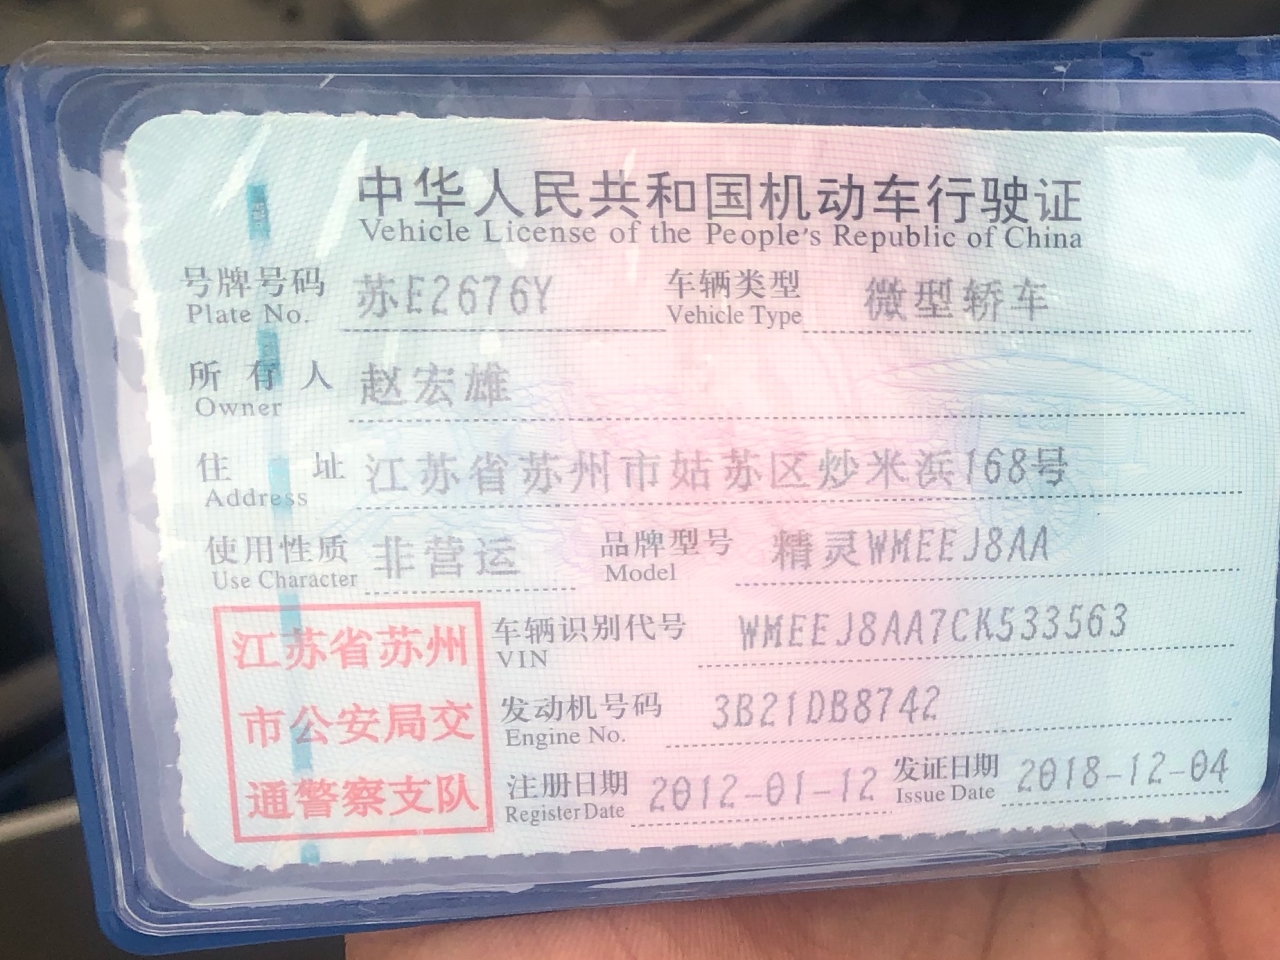 中华人民共和国机动车行驶证
Vehicle License of the People's Republic of China
号牌号码 苏E2676Y 车辆类型 微型轿车
Plate No. Vehicle Type
所有人 赵宏雄
Owner
住址 江苏省苏州市姑苏区炒米浜168号
Address
使用性质 非营运 品牌型号 精灵WMEEJ8AA
Use Character Model
江苏省苏州
市公安局交
通警察支队
车辆识别代号 WMEEJ8AA7CK533563
VIN
发动机号码 3B21DB8742
Engine No.
注册日期 2012-01-12 发证日期 2018-12-04
Register Date Issue Date